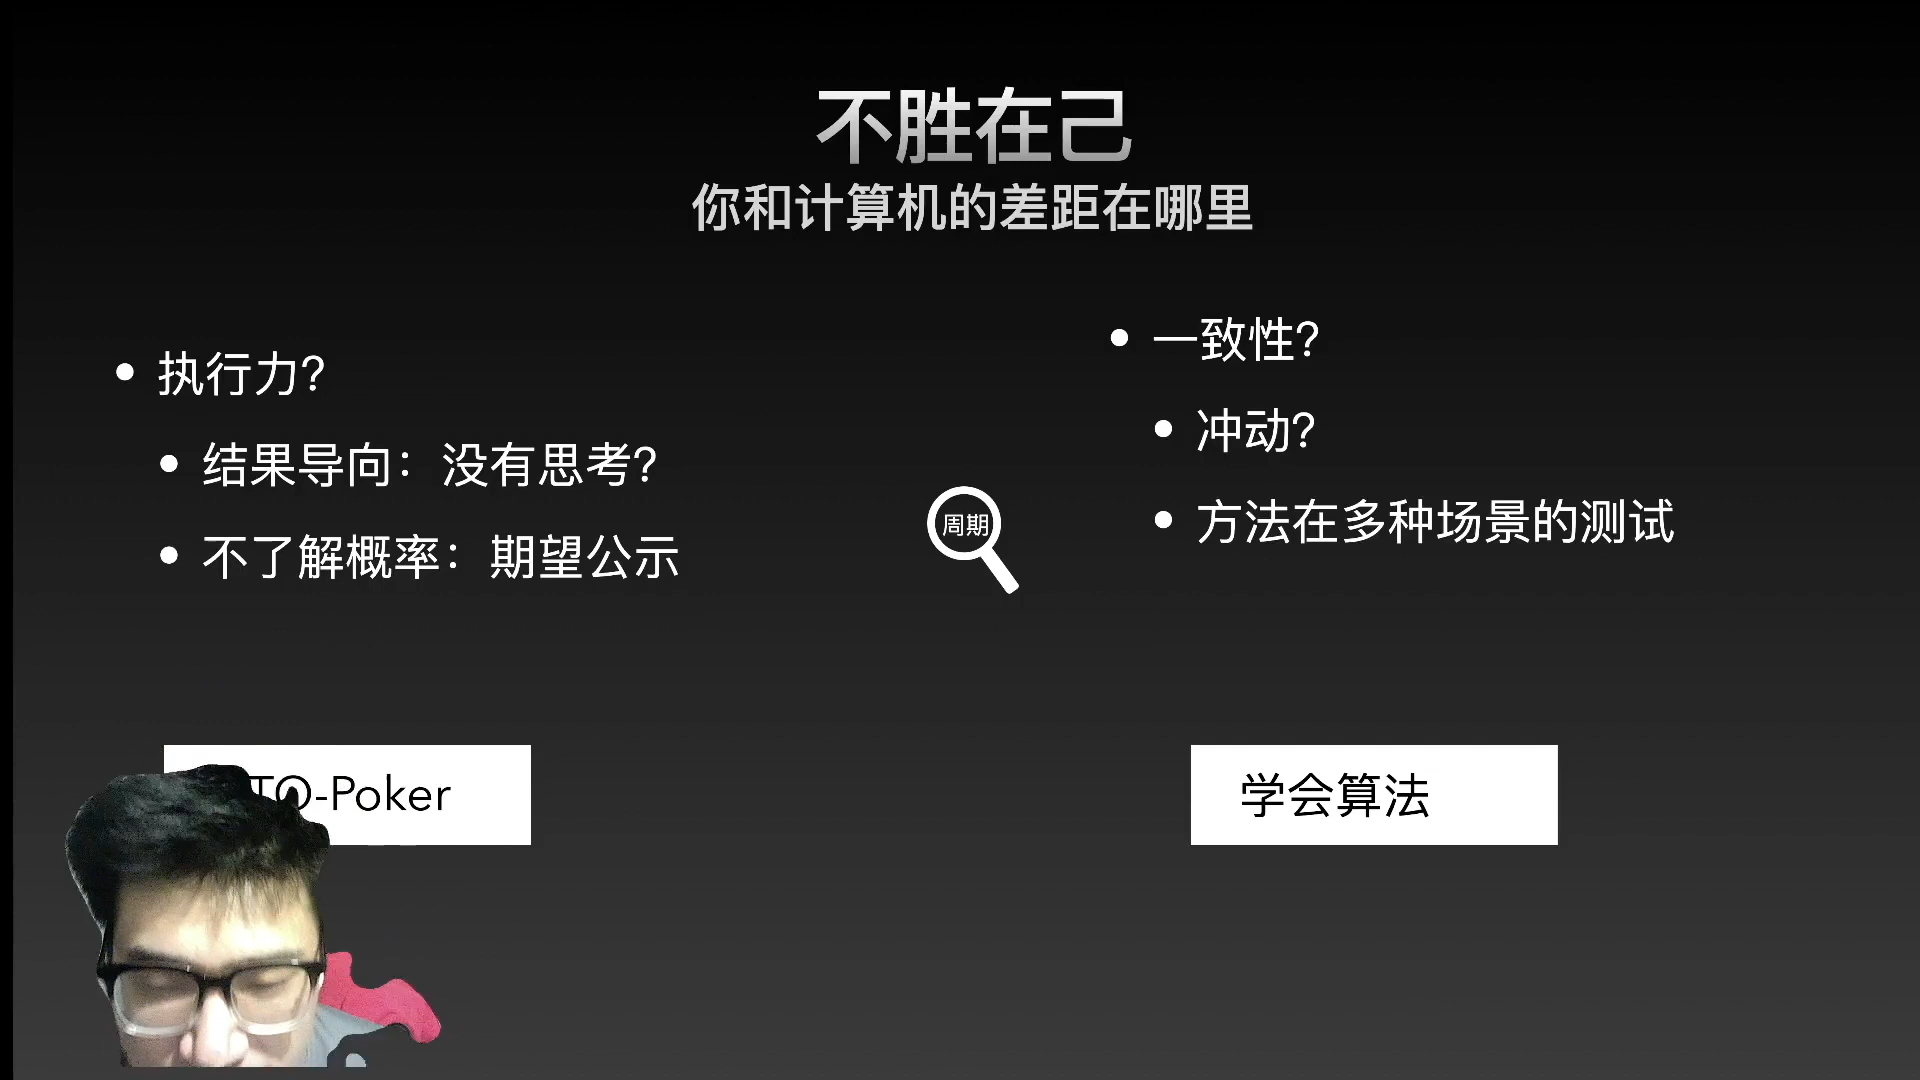 不胜在己
你和计算机的差距在哪里
执行力?
结果导向：没有思考?
不了解概率：期望公示
周期
一致性?
冲动?
方法在多种场景的测试
TO-Poker
学会算法